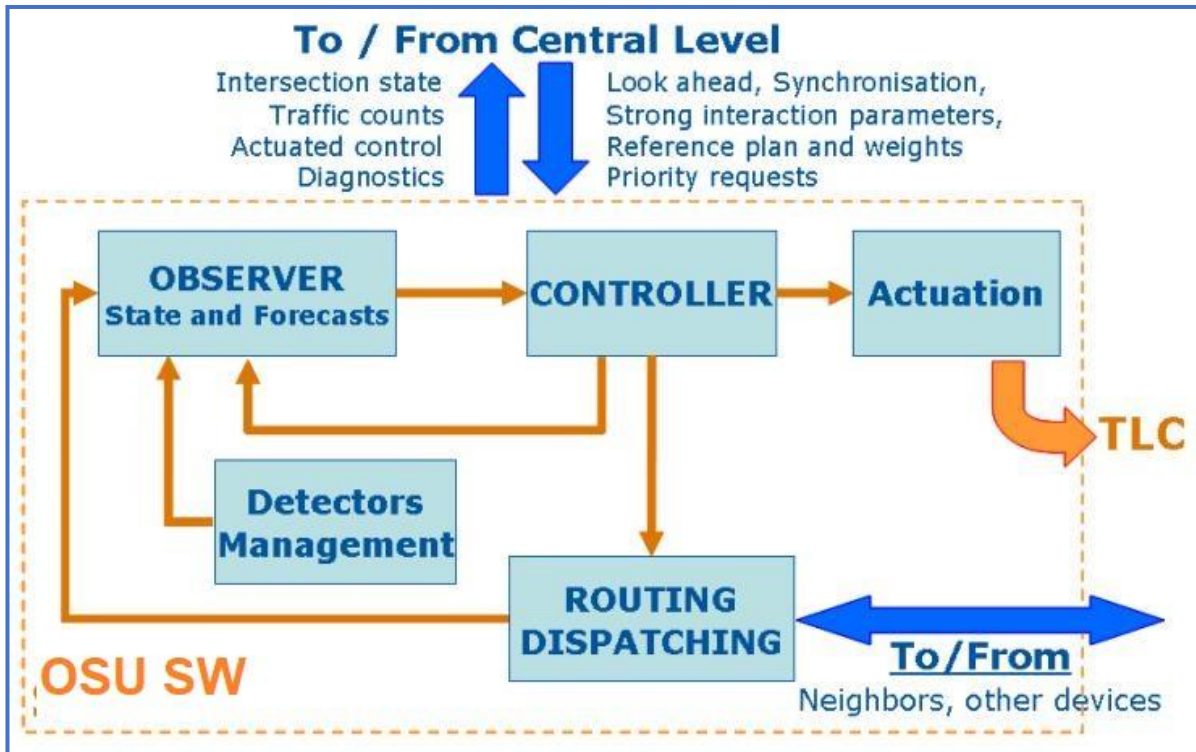 To / From Central Level
Intersection state
Traffic counts
Actuated control
Diagnostics
Look ahead, Synchronisation,
Strong interaction parameters,
Reference plan and weights
Priority requests
OBSERVER
State and Forecasts
CONTROLLER
Actuation
TLC
Detectors
Management
ROUTING
DISPATCHING
To/From
Neighbors, other devices
OSU SW